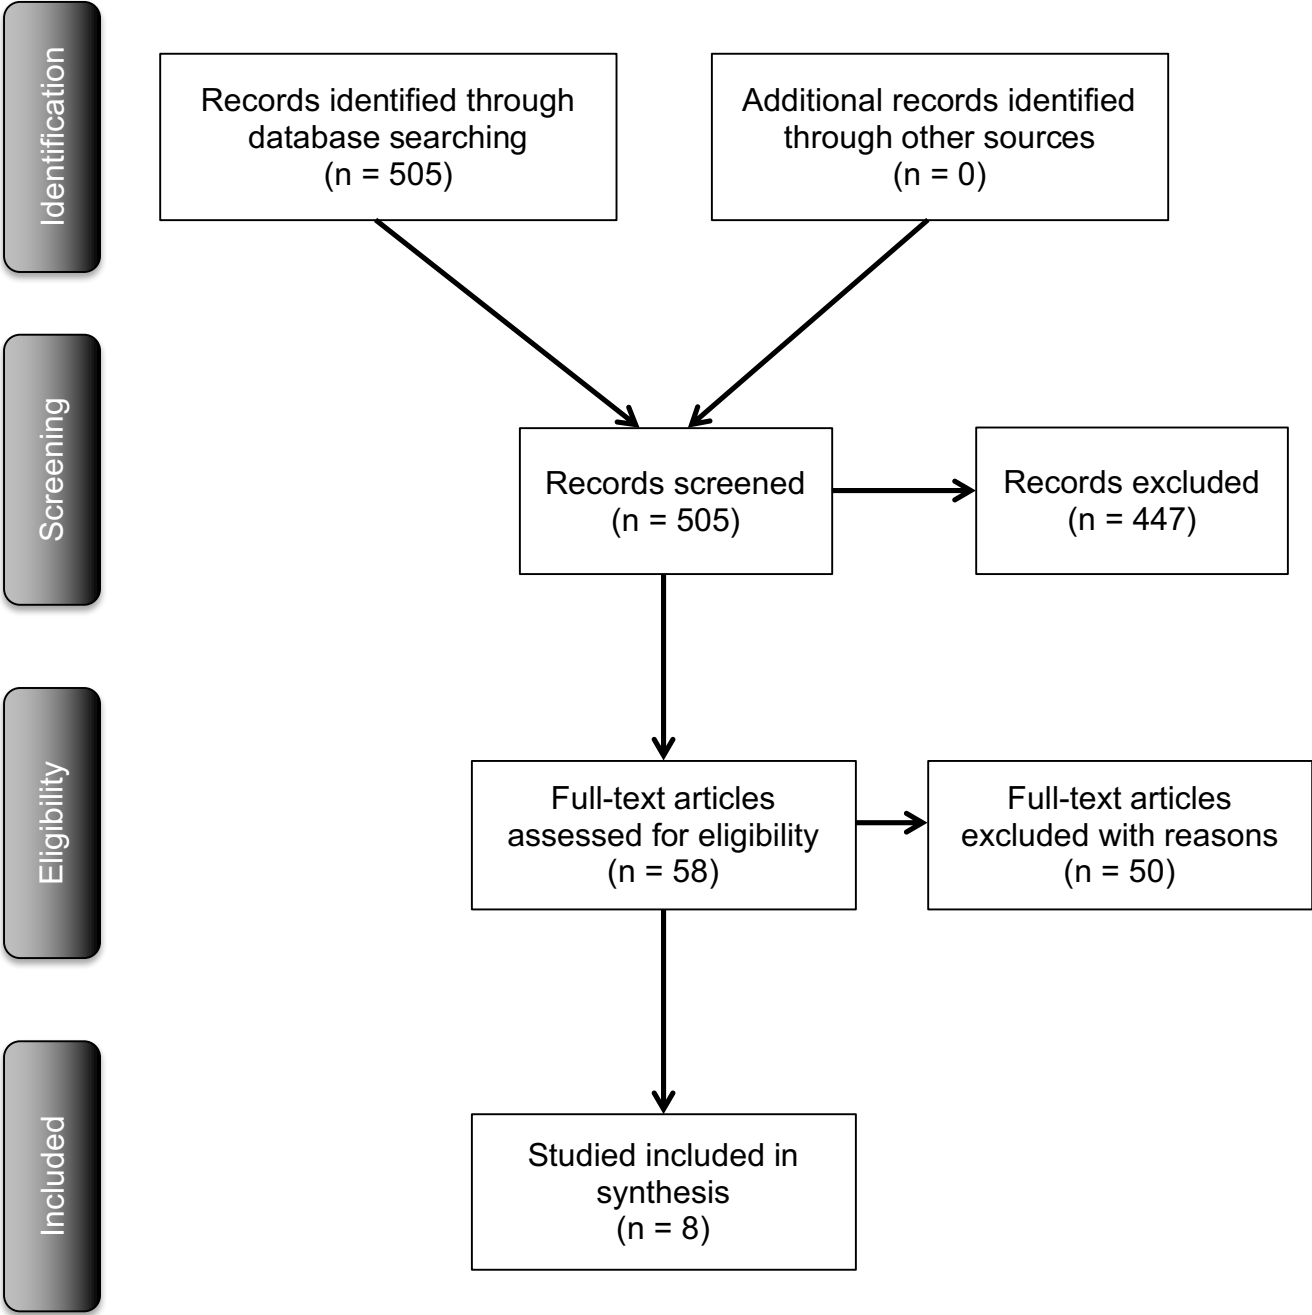 Identification
Records identified through
database searching
(n = 505)
Additional records identified
through other sources
(n = 0)
Screening
Records screened
(n = 505)
Records excluded
(n = 447)
Eligibility
Full-text articles
assessed for eligibility
(n = 58)
Full-text articles
excluded with reasons
(n = 50)
Included
Studied included in
synthesis
(n = 8)